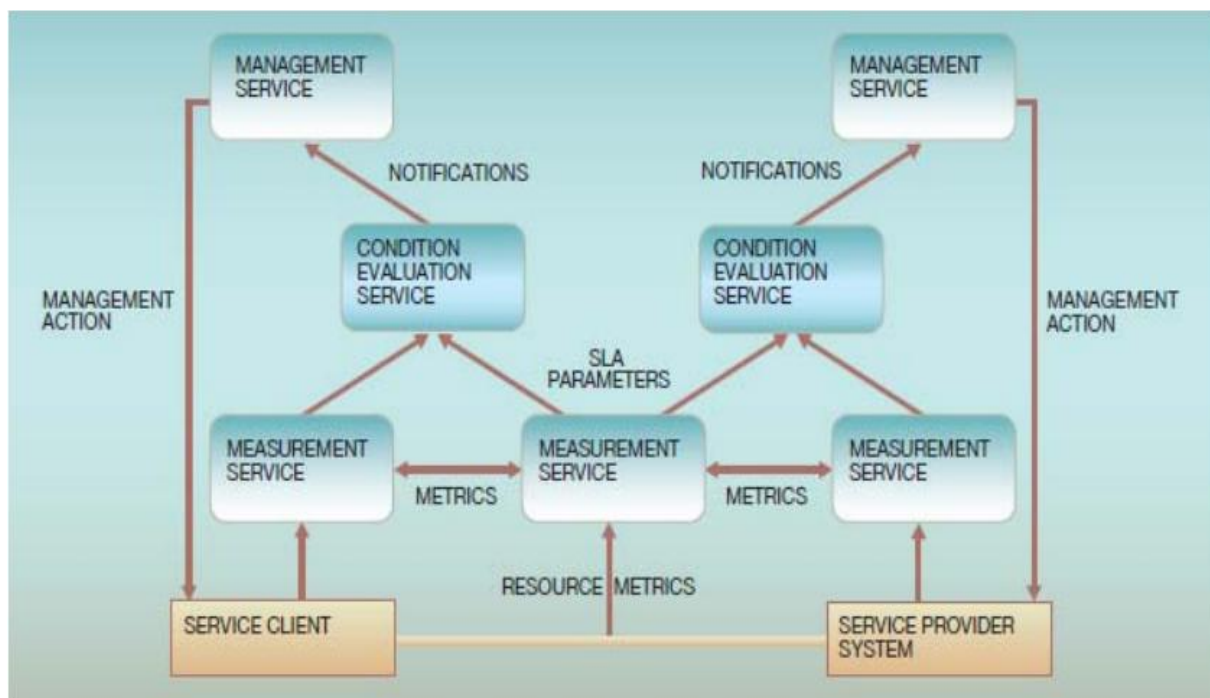 MANAGEMENT
SERVICE
MANAGEMENT
SERVICE
NOTIFICATIONS
NOTIFICATIONS
CONDITION
EVALUATION
SERVICE
CONDITION
EVALUATION
SERVICE
MANAGEMENT
ACTION
MANAGEMENT
ACTION
SLA
PARAMETERS
MEASUREMENT
SERVICE
MEASUREMENT
SERVICE
MEASUREMENT
SERVICE
METRICS
METRICS
RESOURCE METRICS
SERVICE CLIENT
SERVICE PROVIDER
SYSTEM